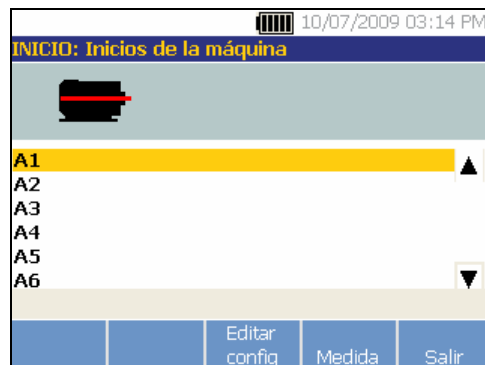 10/07/2009 03:14 PM
INICIO: Inicios de la máquina
A1
A2
A3
A4
A5
A6
Editar config
Medida
Salir